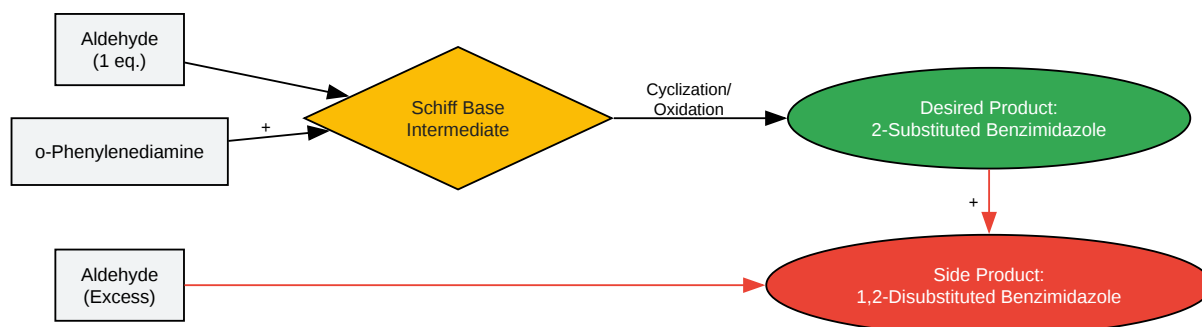 Aldehyde
(1 eq.)
+
o-Phenylenediamine
Schiff Base
Intermediate
Cyclization/
Oxidation
Desired Product:
2-Substituted Benzimidazole
+
Aldehyde
(Excess)
Side Product:
1,2-Disubstituted Benzimidazole